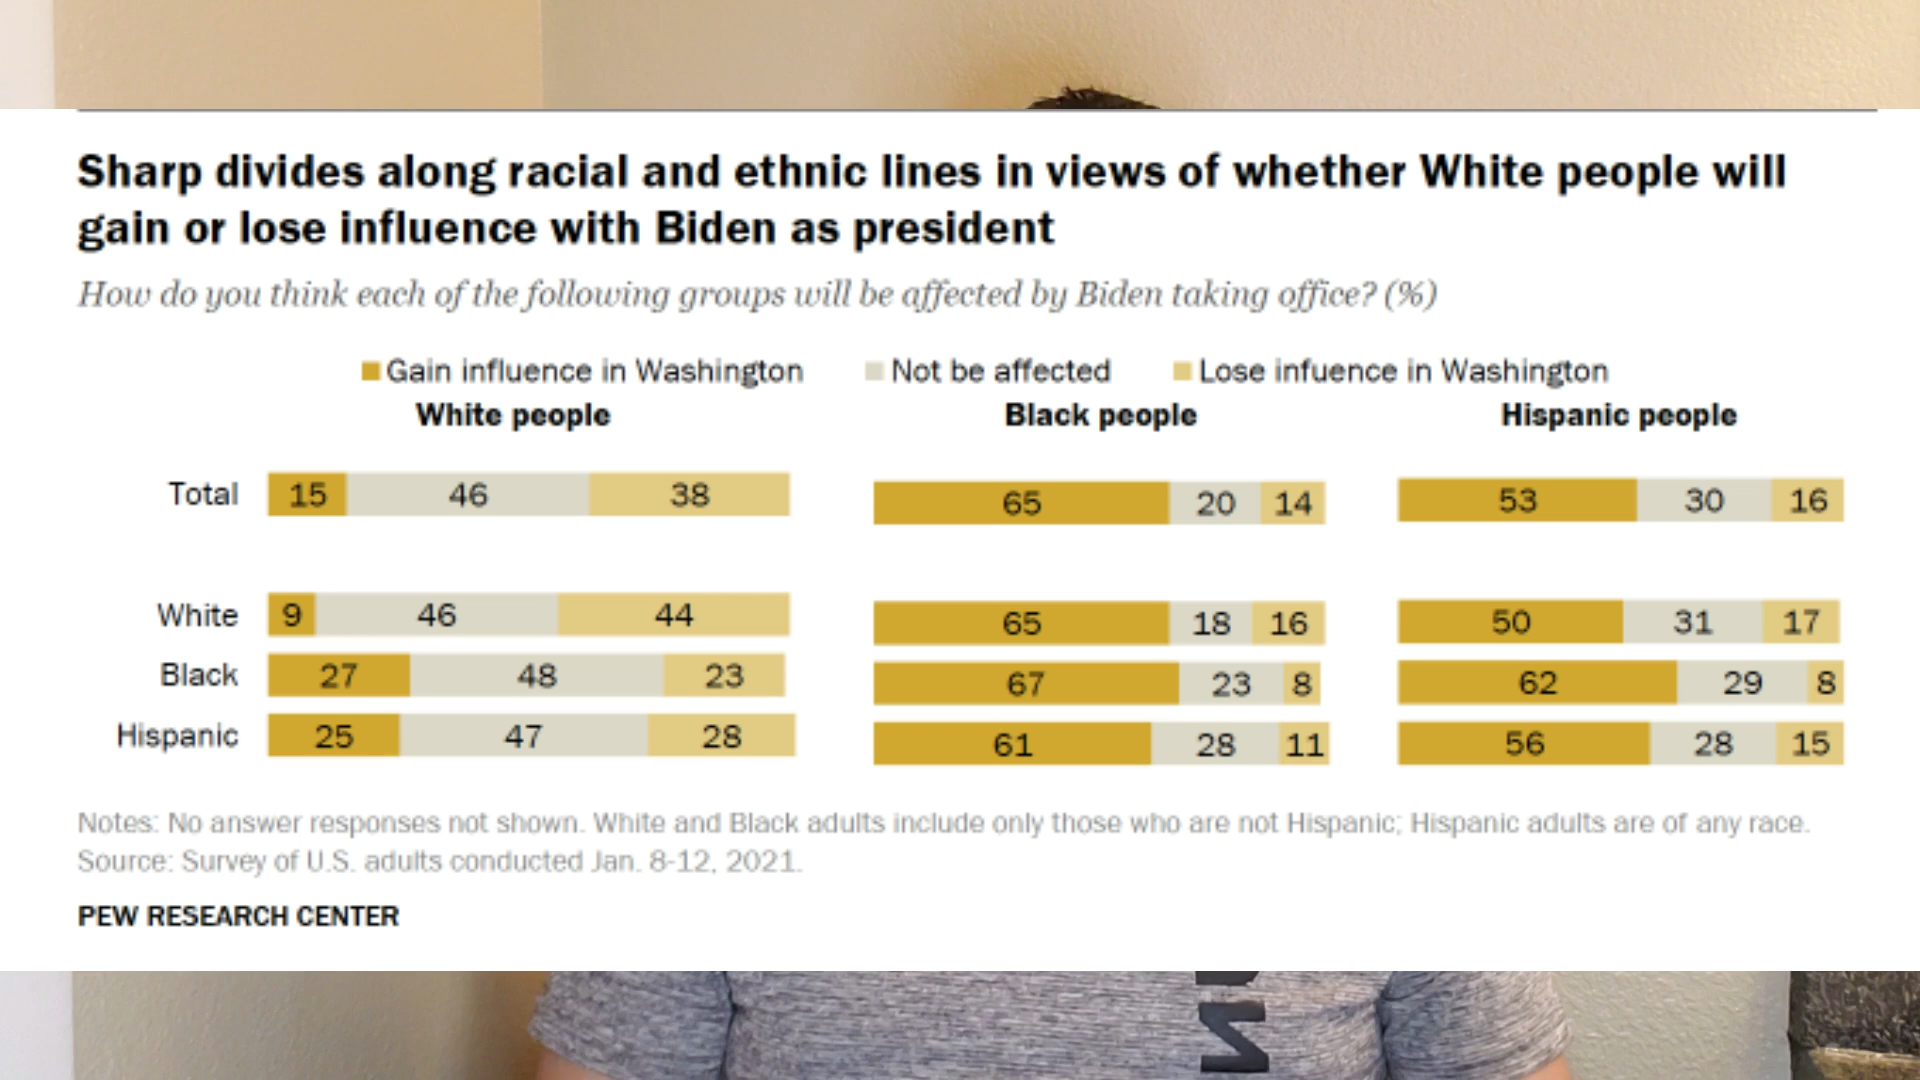 Sharp divides along racial and ethnic lines in views of whether White people will
gain or lose influence with Biden as president
How do you think each of the following groups will be affected by Biden taking office? (%)
Gain influence in Washington Not be affected Lose infuence in Washington
White people Black people Hispanic people
Total 15 46 38 65 20 14 53 30 16
White 9 46 44 65 18 16 50 31 17
Black 27 48 23 67 23 8 62 29 8
Hispanic 25 47 28 61 28 11 56 28 15
Notes: No answer responses not shown. White and Black adults include only those who are not Hispanic; Hispanic adults are of any race.
Source: Survey of U.S. adults conducted Jan. 8-12, 2021.
PEW RESEARCH CENTER